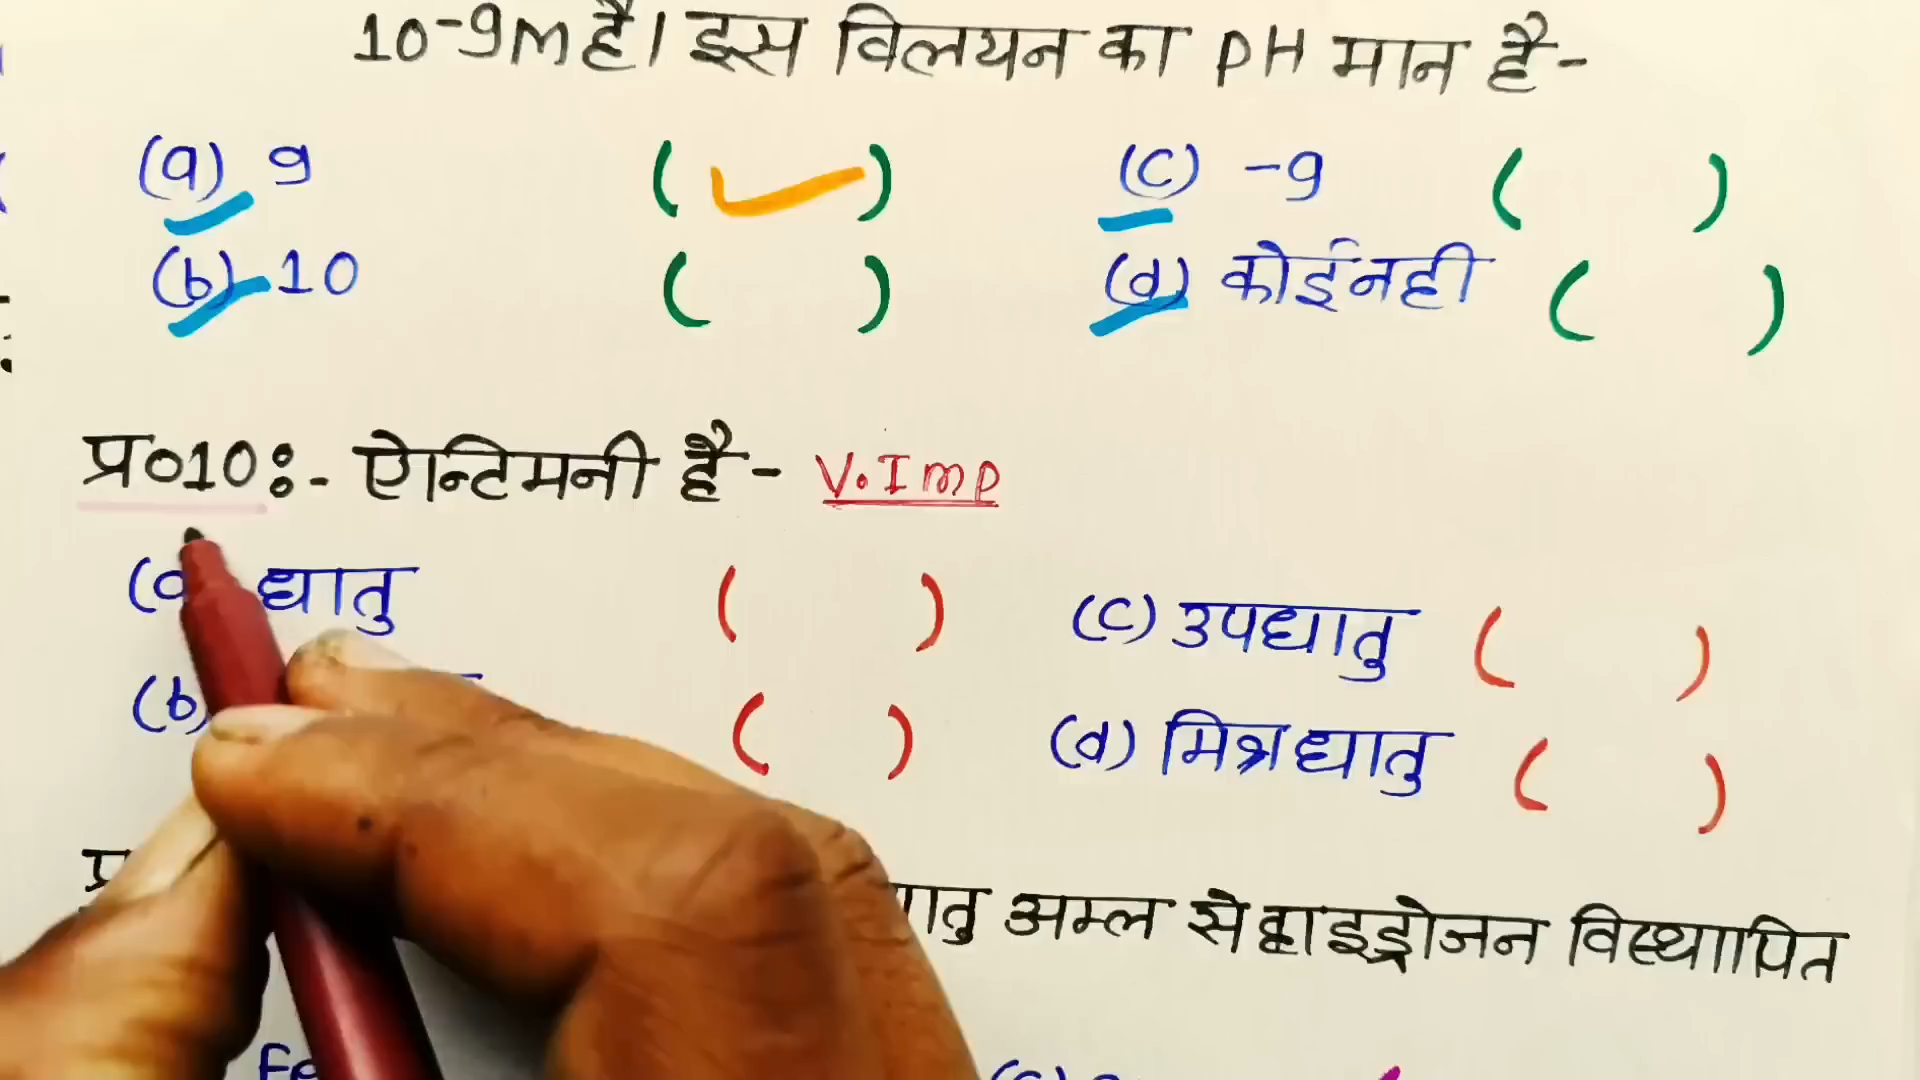 10-9M है। इस विलयन का PH मान है-
(a) 9 ( ) (c) -9 ( )
(b) 10 ( ) (d) कोईनही ( )
प्र०10:- ऐन्टिमनी है- V.Imp
(a) धातु ( ) (c) उपधातु ( )
(b) ( ) (d) मिश्रधातु ( )
अम्ल से हाइड्रोजन विस्थापित